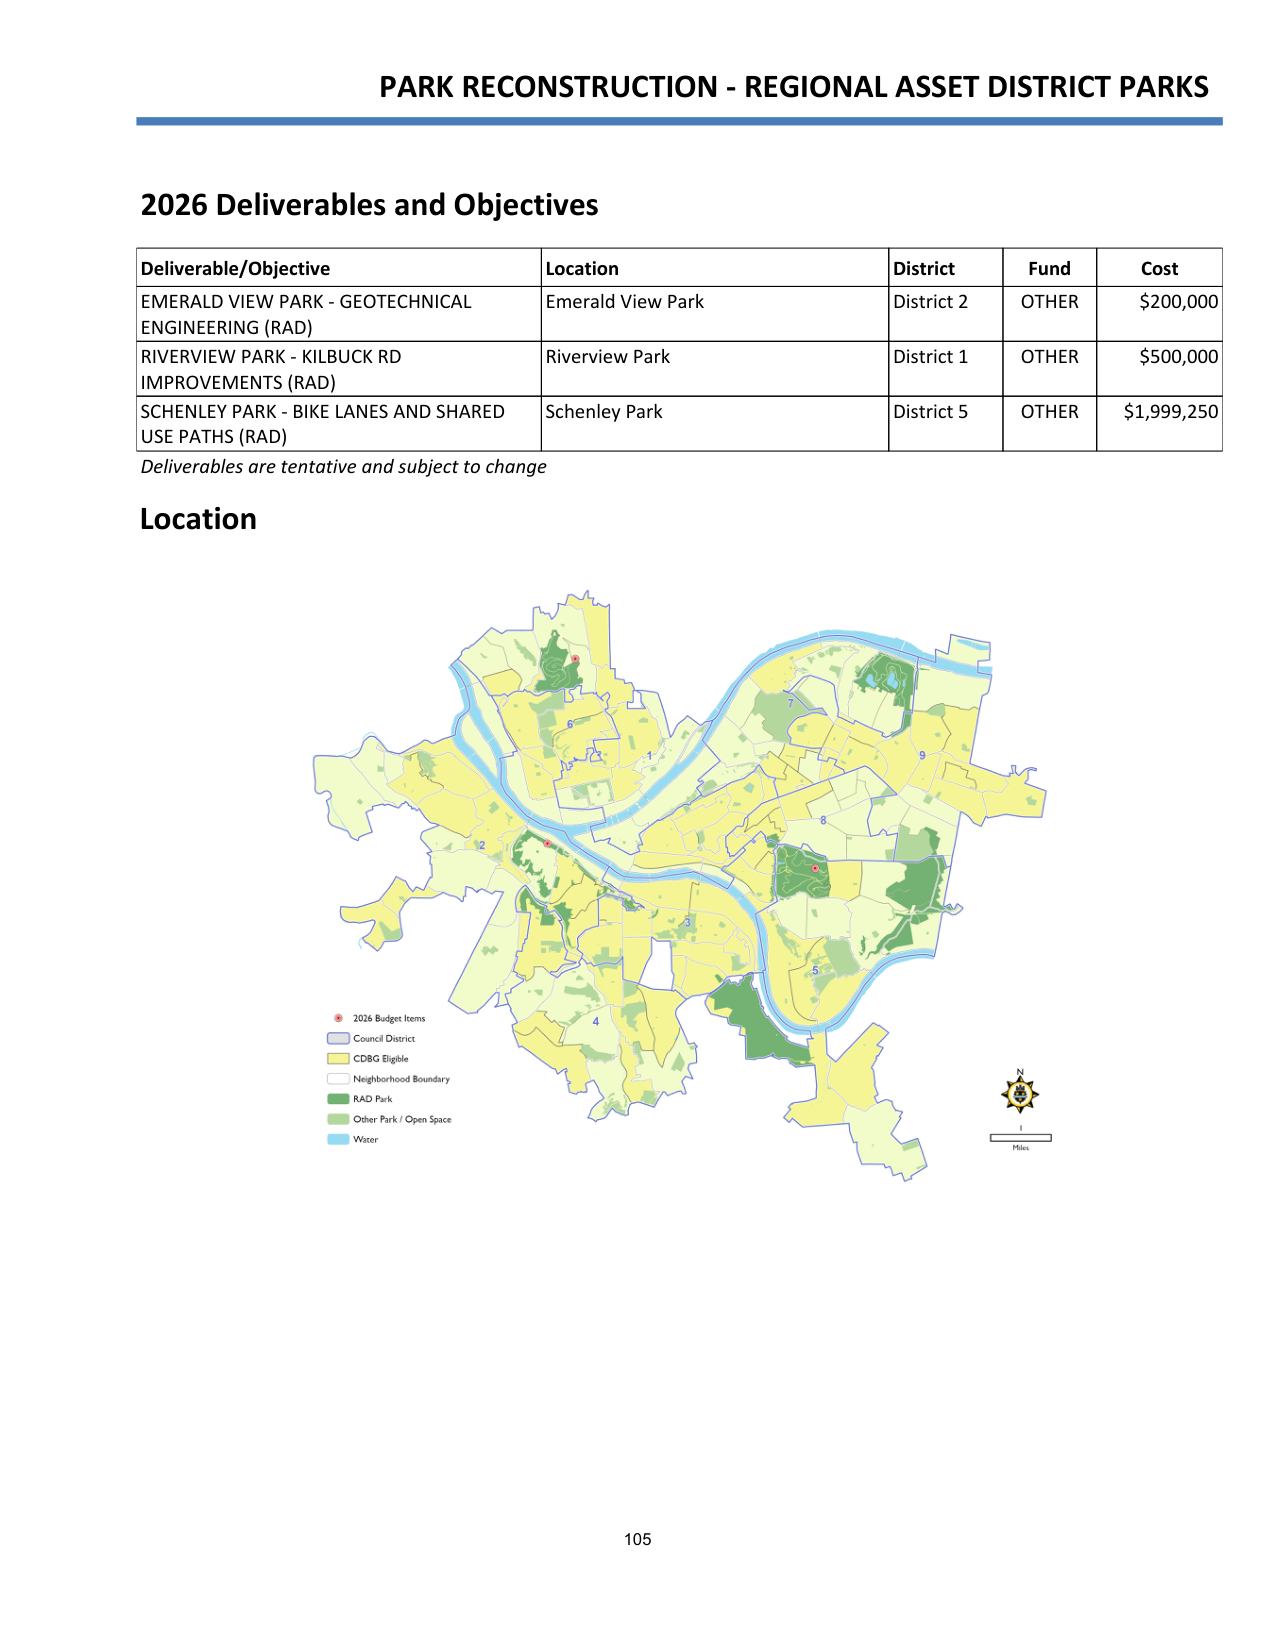 PARK RECONSTRUCTION - REGIONAL ASSET DISTRICT PARKS
2026 Deliverables and Objectives
Deliverable/Objective Location District Fund Cost
EMERALD VIEW PARK - GEOTECHNICAL Emerald View Park District 2 OTHER $200,000
ENGINEERING (RAD)
RIVERVIEW PARK - KILBUCK RD Riverview Park District 1 OTHER $500,000
IMPROVEMENTS (RAD)
SCHENLEY PARK - BIKE LANES AND SHARED Schenley Park District 5 OTHER $1,999,250
USE PATHS (RAD)
Deliverables are tentative and subject to change
Location
7
6
1
9
8
2
3
5
4
2026 Budget Items
Council District
CDBG Eligible
Neighborhood Boundary
RAD Park
Other Park / Open Space
Water
N
1
Miles
105